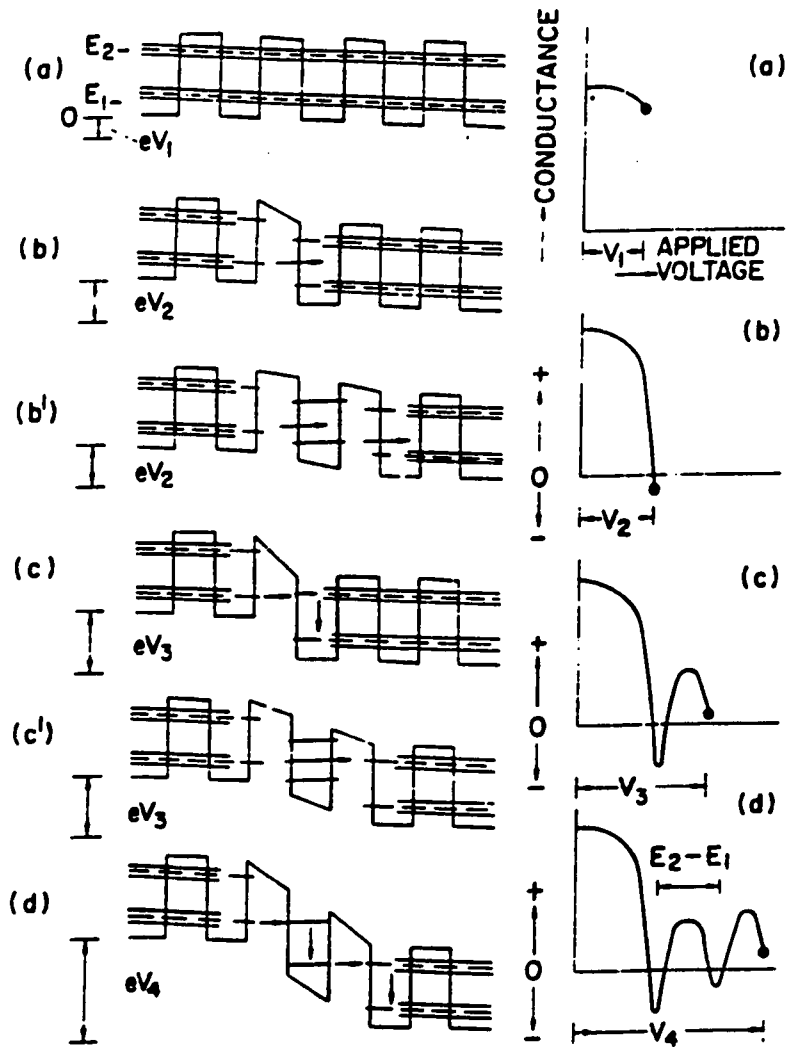 (a)
E₂-
E₁-
0
eV₁
(b)
eV₂
(b')
eV₂
(c)
eV₃
(c')
eV₃
(d)
eV₄
CONDUCTANCE
(a)
V₁
APPLIED
VOLTAGE
(b)
+
0
-
V₂
(c)
+
0
-
V₃
(d)
E₂-E₁
+
0
-
V₄